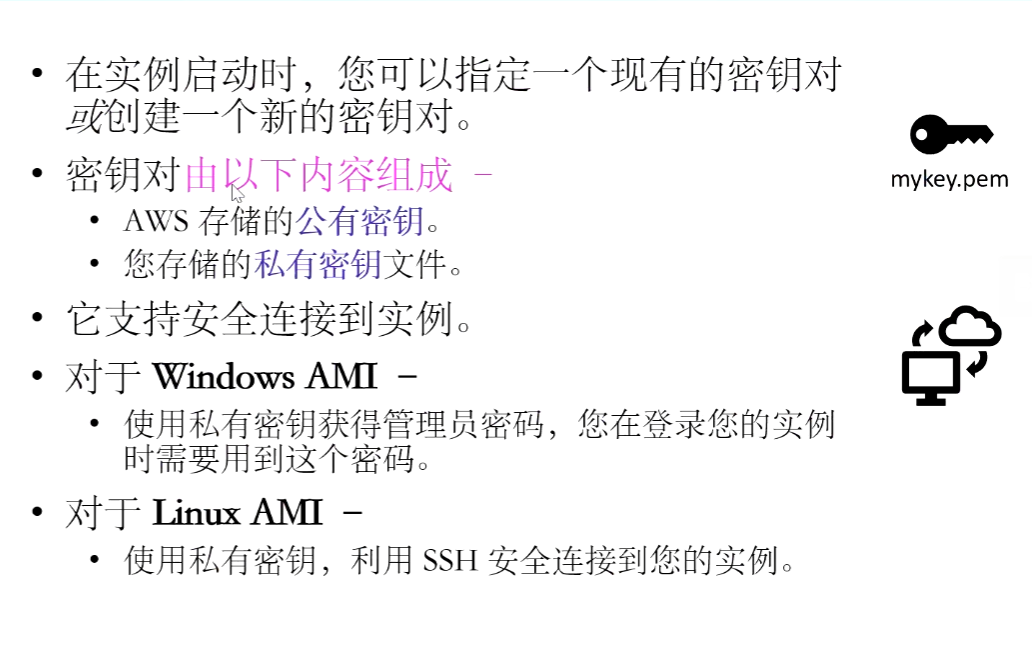 • 在实例启动时，您可以指定一个现有的密钥对
或创建一个新的密钥对。
mykey.pem
• 密钥对由以下内容组成 –
• AWS 存储的公有密钥。
• 您存储的私有密钥文件。
• 它支持安全连接到实例。
• 对于 Windows AMI –
• 使用私有密钥获得管理员密码，您在登录您的实例
时需要用到这个密码。
• 对于 Linux AMI –
• 使用私有密钥，利用 SSH 安全连接到您的实例。